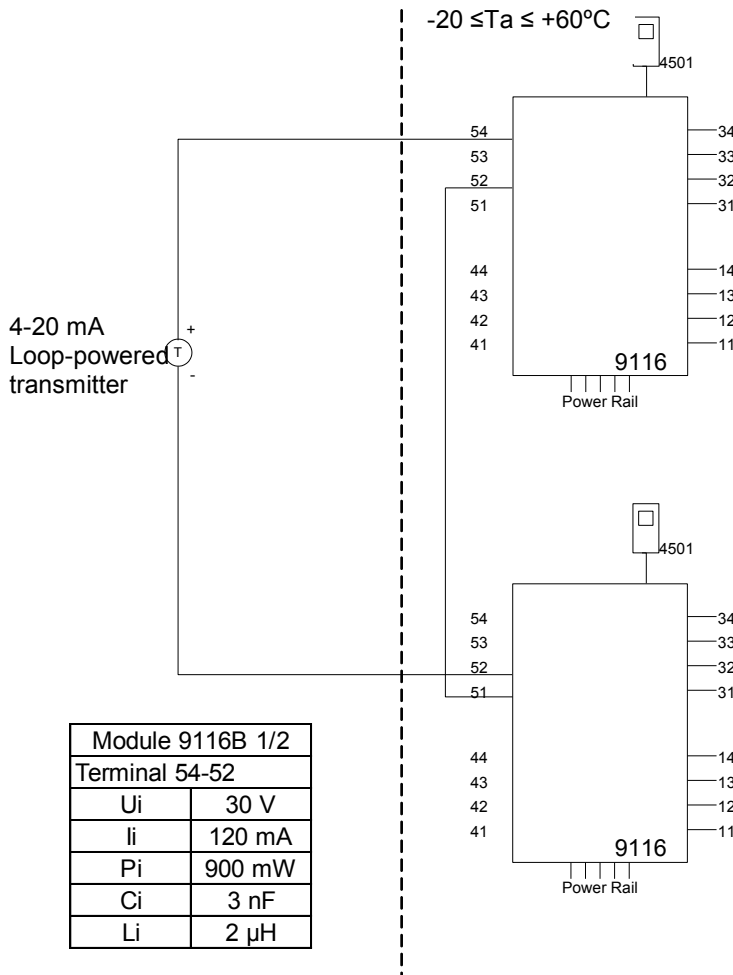 -20 ≤Ta ≤ +60ºC
4501
54
53
52
51
44
43
42
41
34
33
32
31
14
13
12
11
9116
Power Rail
4-20 mA
Loop-powered
transmitter
+
T
-
4501
54
53
52
51
44
43
42
41
34
33
32
31
14
13
12
11
9116
Power Rail
Module 9116B 1/2
Terminal 54-52
Ui 30 V
Ii 120 mA
Pi 900 mW
Ci 3 nF
Li 2 µH